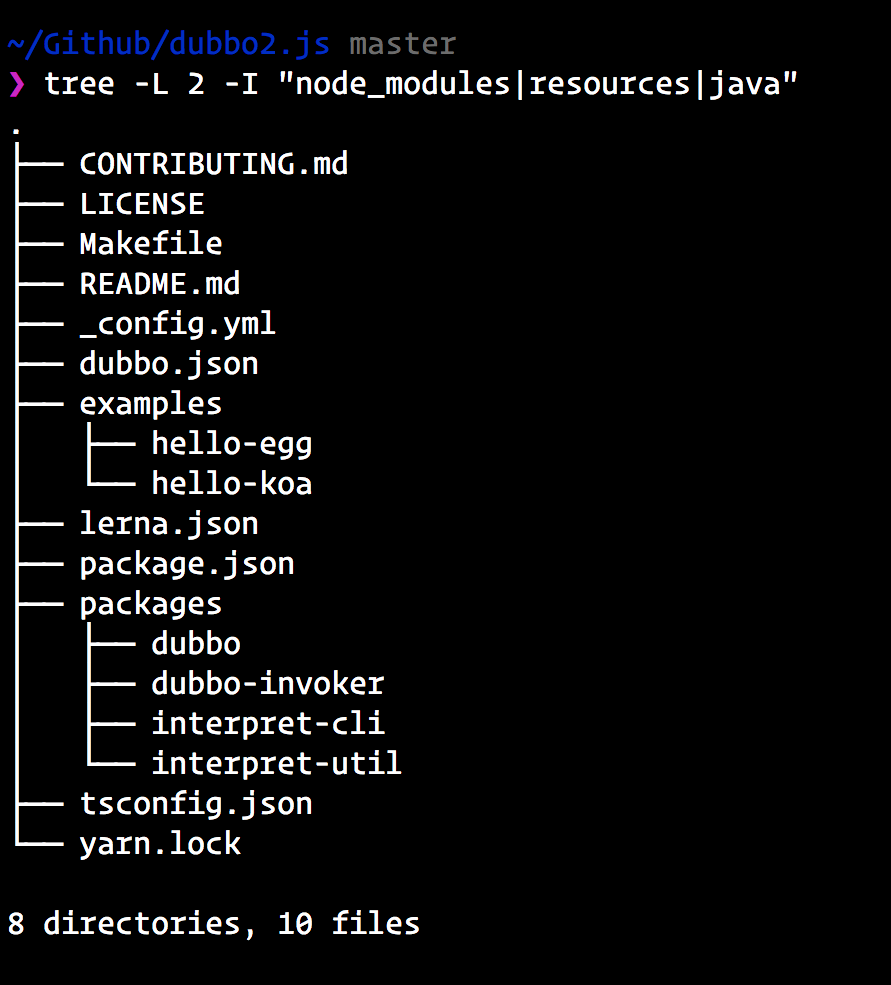 ~/Github/dubbo2.js master
❯ tree -L 2 -I "node_modules|resources|java"
.
├── CONTRIBUTING.md
├── LICENSE
├── Makefile
├── README.md
├── _config.yml
├── dubbo.json
├── examples
│   ├── hello-egg
│   └── hello-koa
├── lerna.json
├── package.json
├── packages
│   ├── dubbo
│   ├── dubbo-invoker
│   ├── interpret-cli
│   └── interpret-util
├── tsconfig.json
└── yarn.lock
8 directories, 10 files